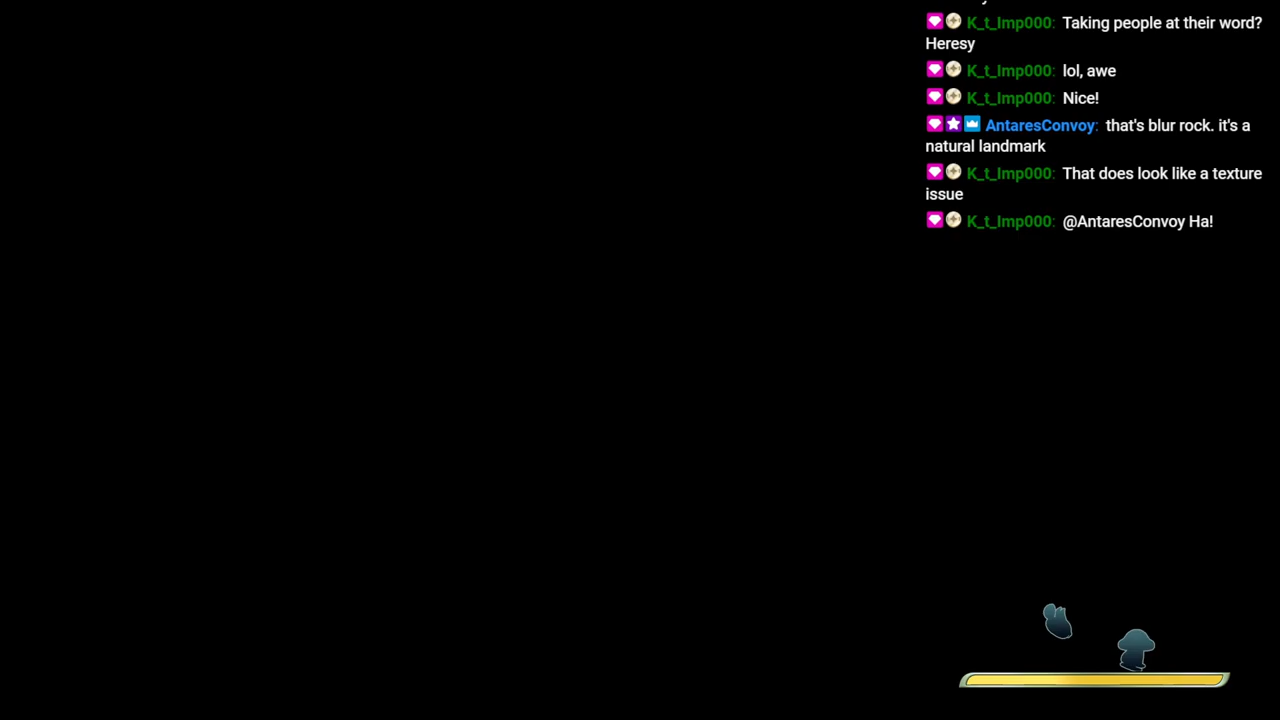 K_t_Imp000: Taking people at their word?
Heresy
K_t_Imp000: lol, awe
K_t_Imp000: Nice!
AntaresConvoy: that's blur rock. it's a
natural landmark
K_t_Imp000: That does look like a texture
issue
K_t_Imp000: @AntaresConvoy Ha!